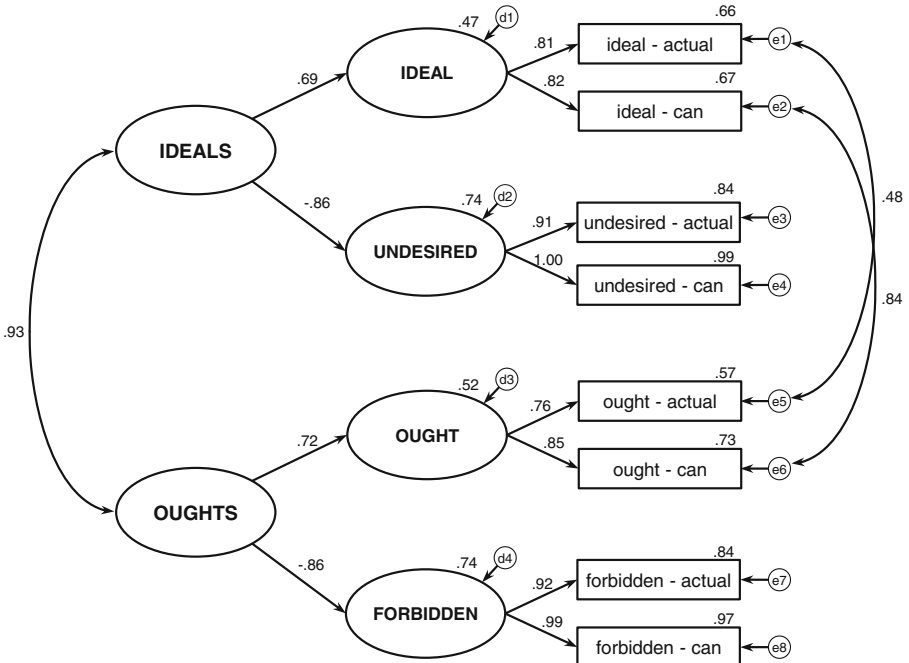 .66
.47 d1
.81 ideal - actual e1
IDEAL
.69 .82 .67
ideal - can e2
IDEALS
.84
.48
-.86 .74 d2
.91 undesired - actual e3
UNDESIRED
1.00 .99
undesired - can e4
.84
.93
.57
.52 d3
.76 ought - actual e5
OUGHT
.72 .85 .73
ought - can e6
OUGHTS
.84
-.86 .74 d4
.92 forbidden - actual e7
FORBIDDEN
.99 .97
forbidden - can e8